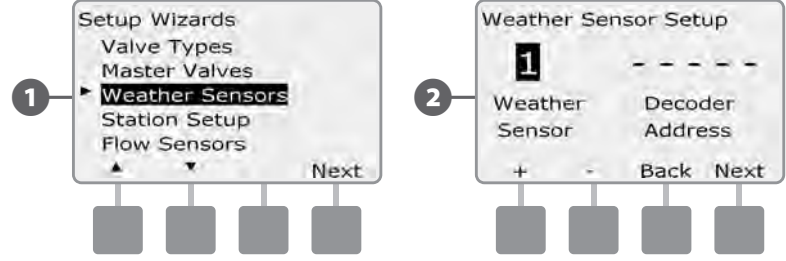 1
Setup Wizards
Valve Types
Master Valves
Weather Sensors
Station Setup
Flow Sensors
Next
2
Weather Sensor Setup
1 - - - - -
Weather Decoder
Sensor Address
+ - Back Next